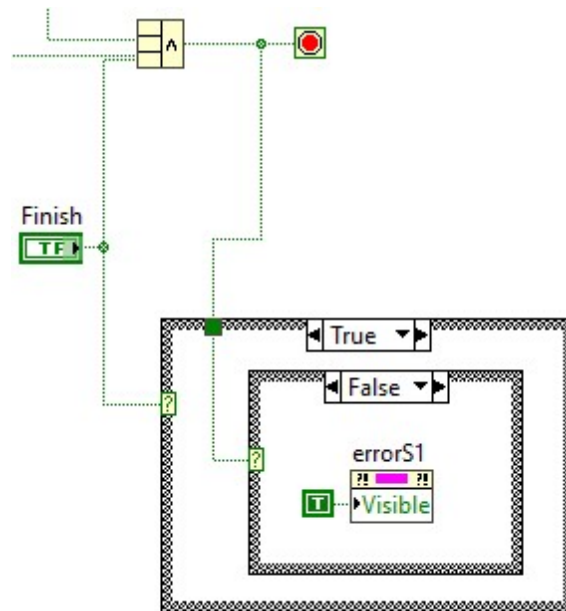 Λ
Finish
TF
?
True
?
False
errorS1
?! ?!
T
Visible